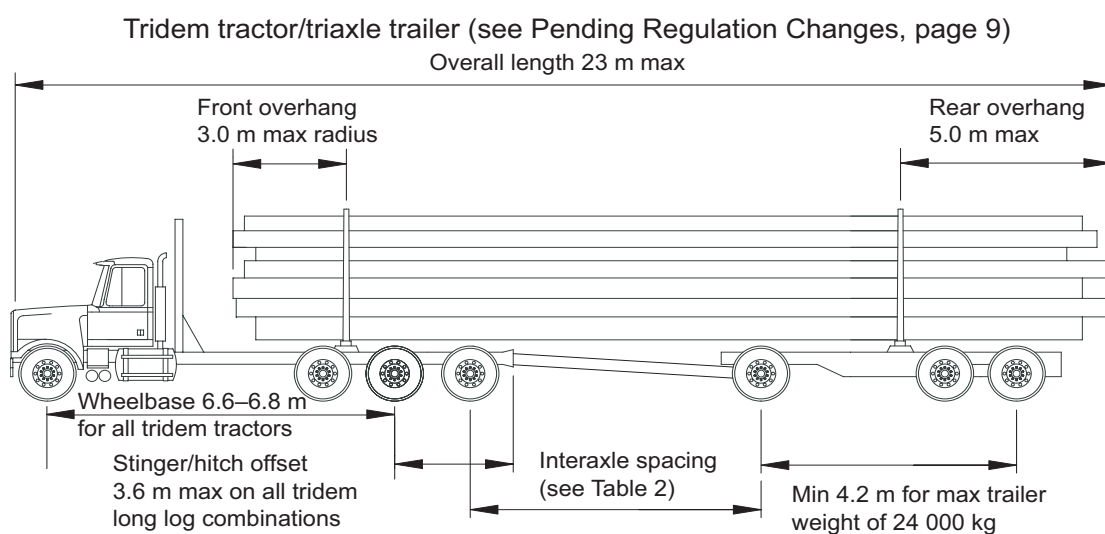 Tridem tractor/triaxle trailer (see Pending Regulation Changes, page 9)
Overall length 23 m max
Front overhang
3.0 m max radius
Rear overhang
5.0 m max
Wheelbase 6.6–6.8 m
for all tridem tractors
Stinger/hitch offset
3.6 m max on all tridem
long log combinations
Interaxle spacing
(see Table 2)
Min 4.2 m for max trailer
weight of 24 000 kg